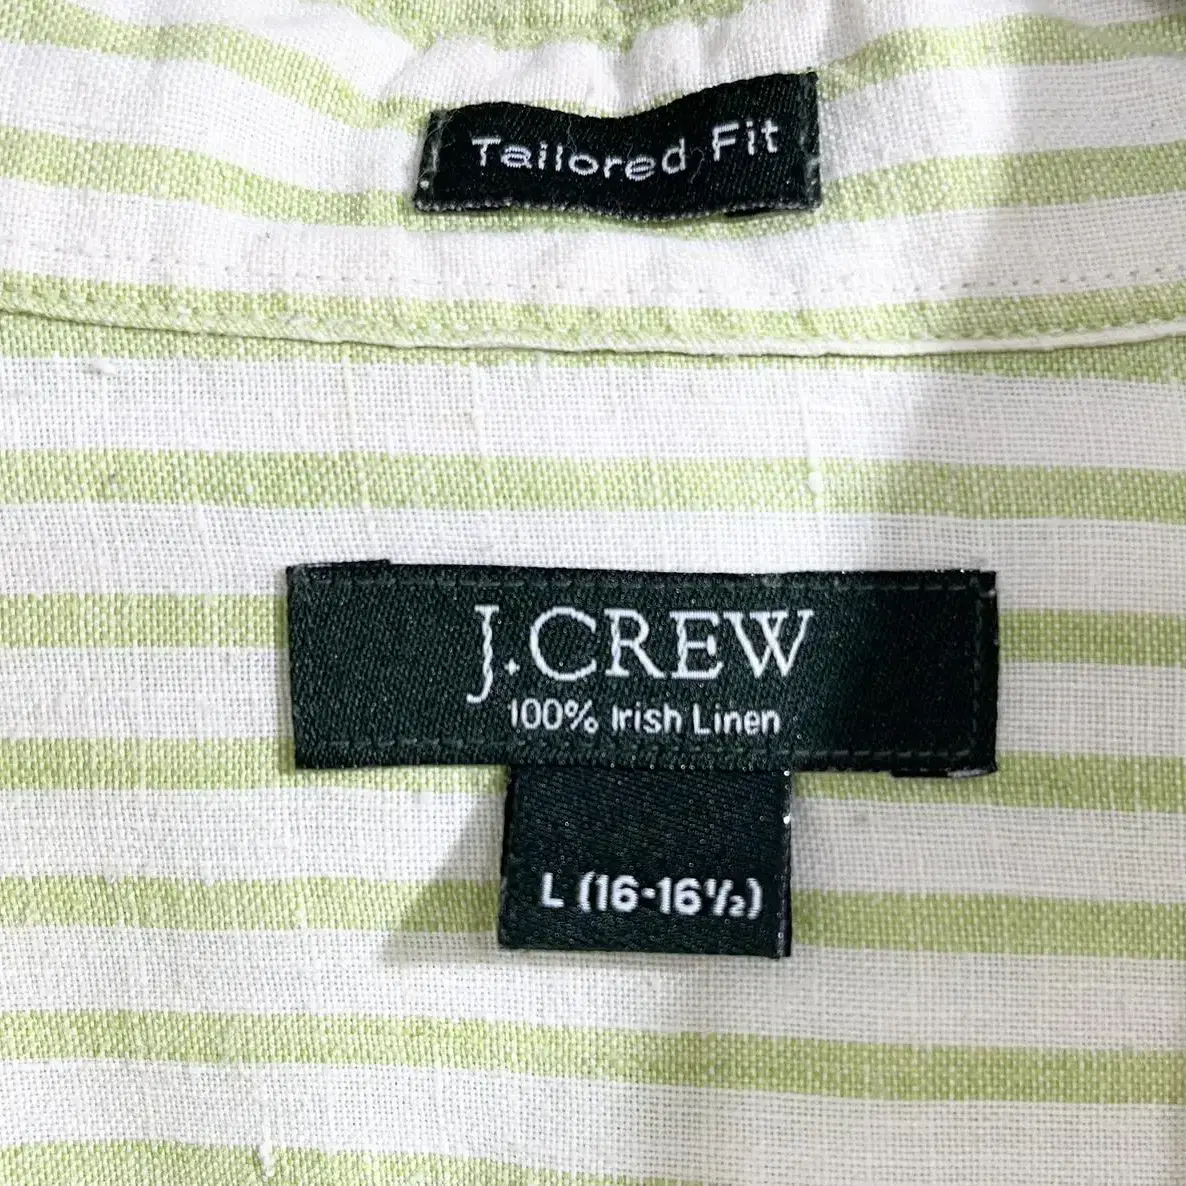 Tailored Fit
J.CREW
100% Irish Linen
L (16-16½)